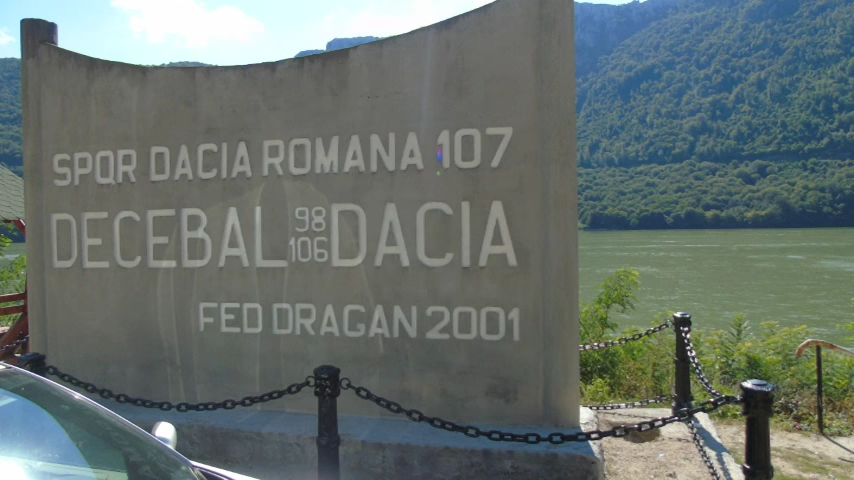 SPQR DACIA ROMANA 107
DECEBAL 98 106 DACIA
FED DRAGAN 2001